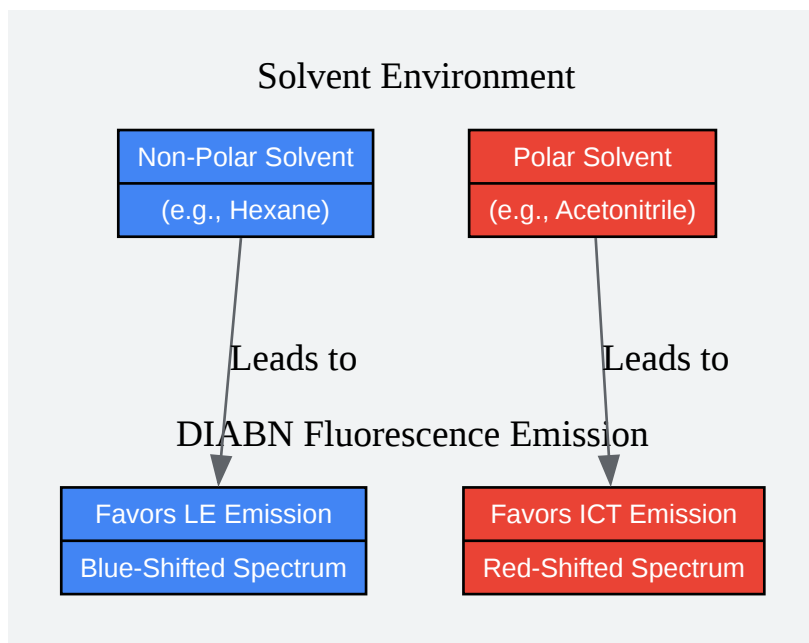 Solvent Environment
Non-Polar Solvent
(e.g., Hexane)
Polar Solvent
(e.g., Acetonitrile)
Leads to
Leads to
DIABN Fluorescence Emission
Favors LE Emission
Blue-Shifted Spectrum
Favors ICT Emission
Red-Shifted Spectrum